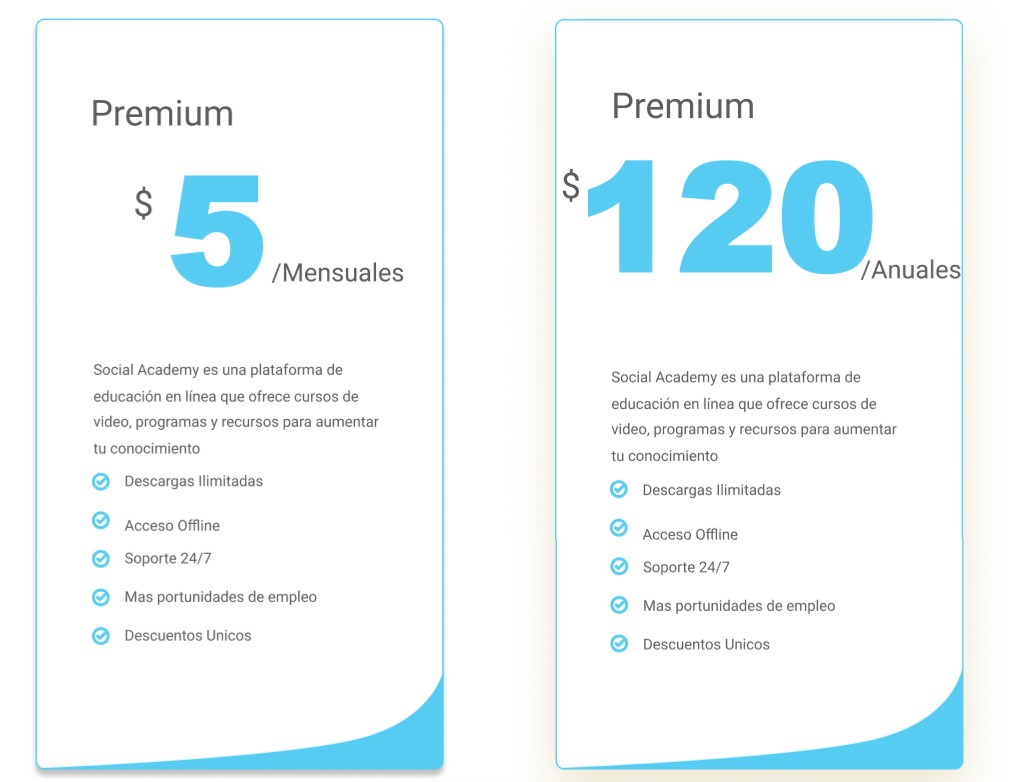 Premium
$ 5 /Mensuales
Social Academy es una plataforma de
educación en línea que ofrece cursos de
video, programas y recursos para aumentar
tu conocimiento
Descargas Ilimitadas
Acceso Offline
Soporte 24/7
Mas portunidades de empleo
Descuentos Unicos
Premium
$ 120 /Anuales
Social Academy es una plataforma de
educación en línea que ofrece cursos de
video, programas y recursos para aumentar
tu conocimiento
Descargas Ilimitadas
Acceso Offline
Soporte 24/7
Mas portunidades de empleo
Descuentos Unicos